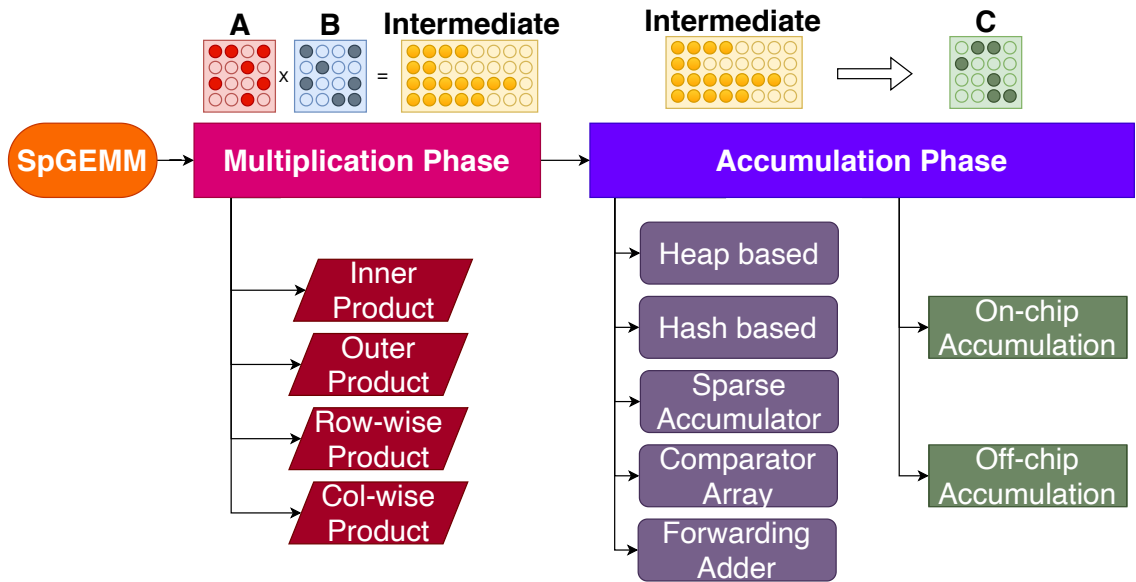 A
B
Intermediate
Intermediate
C
x
=
SpGEMM
Multiplication Phase
Accumulation Phase
Inner
Product
Outer
Product
Row-wise
Product
Col-wise
Product
Heap based
Hash based
Sparse
Accumulator
Comparator
Array
Forwarding
Adder
On-chip
Accumulation
Off-chip
Accumulation